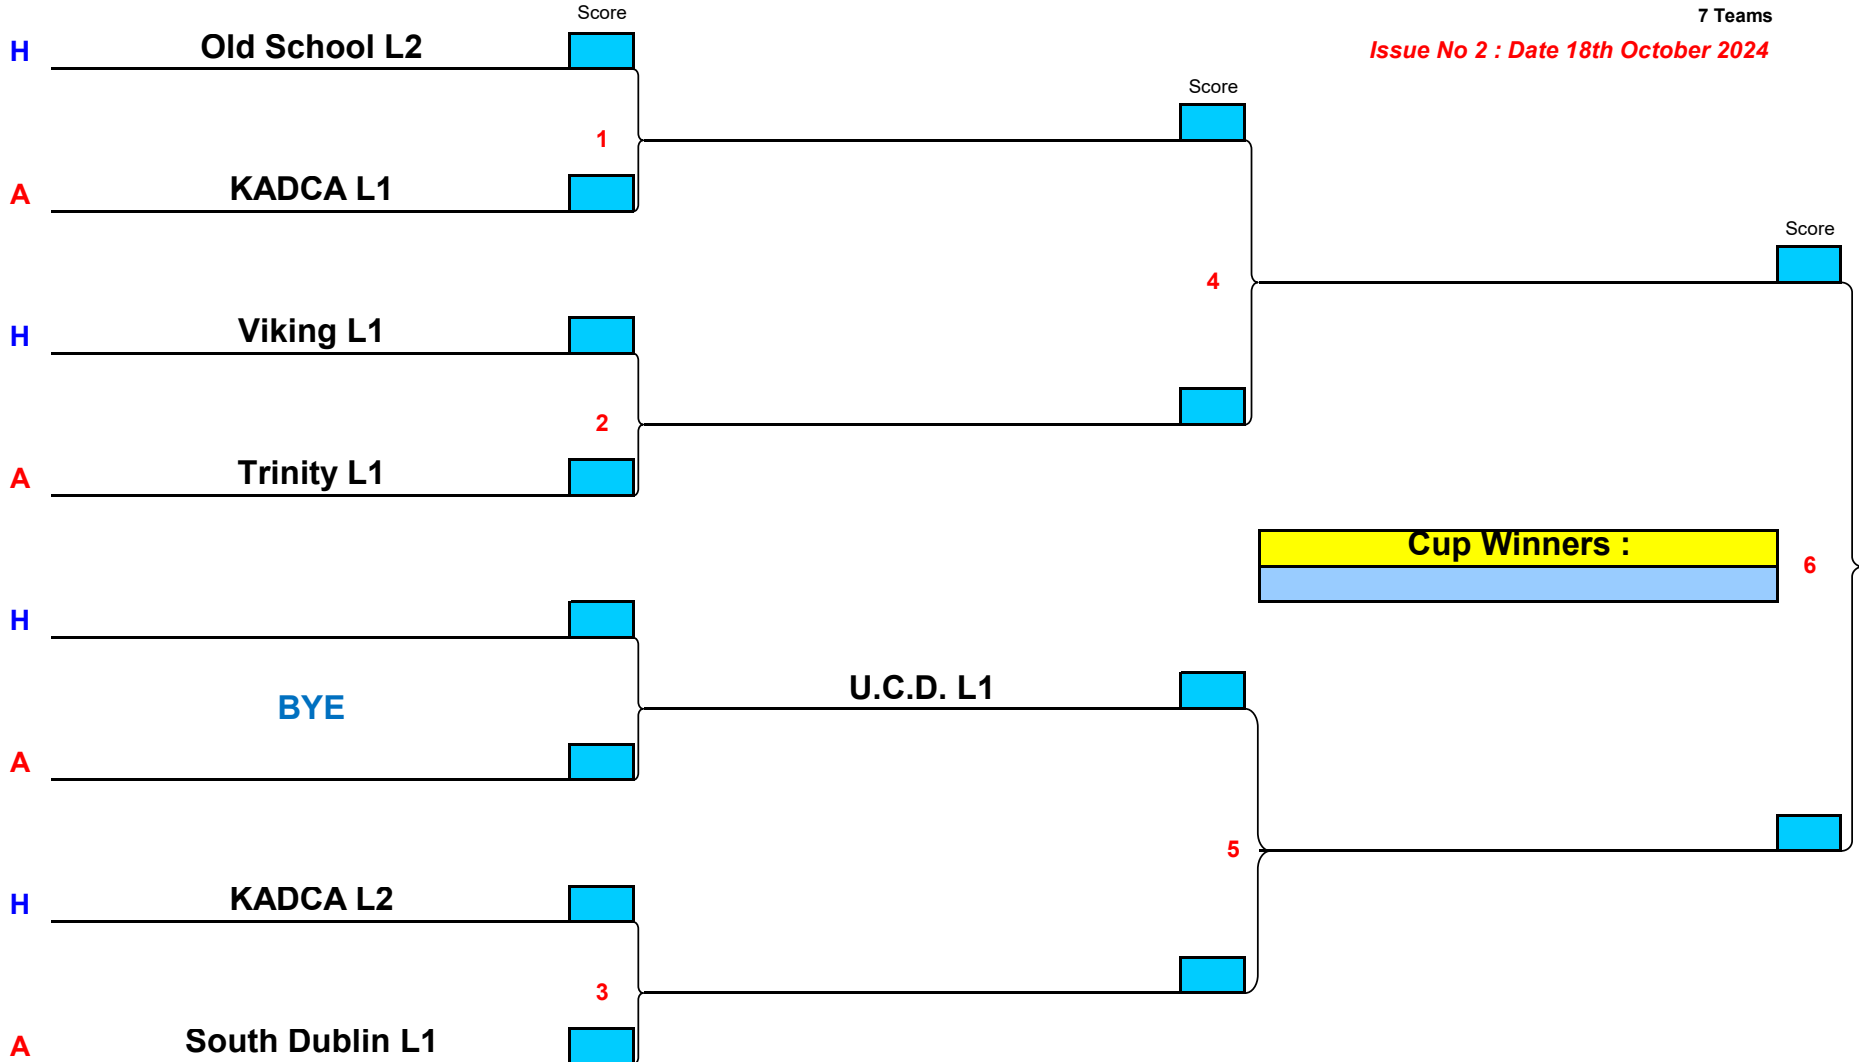 Score
7 Teams
H Old School L2
Issue No 2 : Date 18th October 2024
Score
1
A KADCA L1
Score
4
H Viking L1
2
A Trinity L1
Cup Winners :
6
H
U.C.D. L1
BYE
A
5
H KADCA L2
3
A South Dublin L1